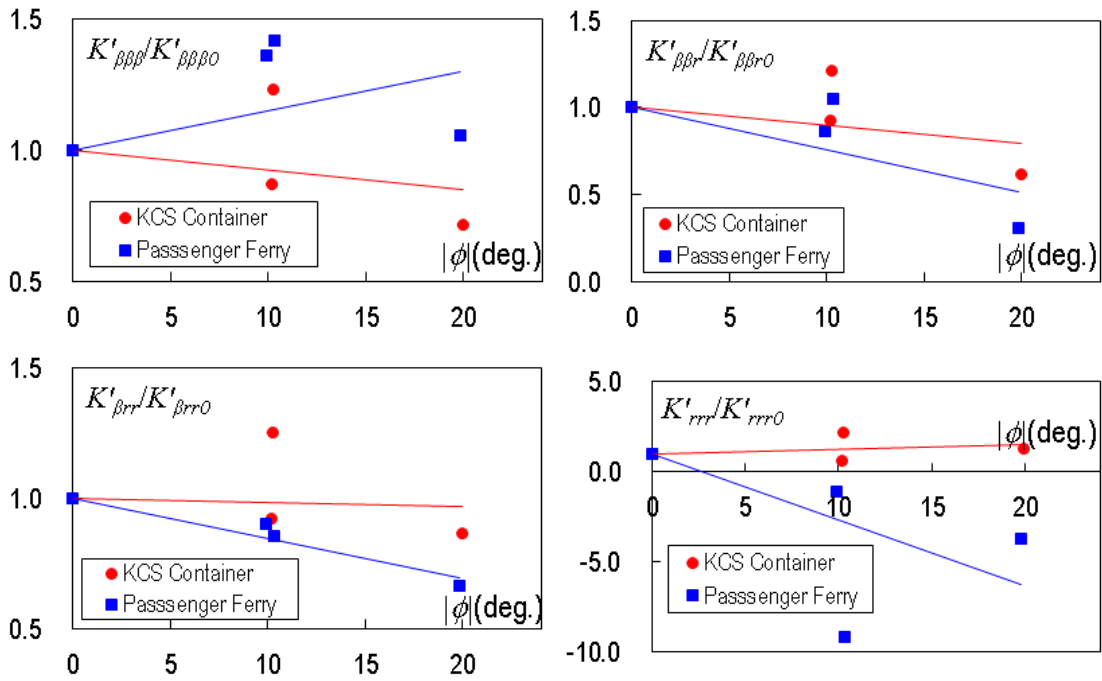 1.5
K'βββ/K'βββ0
1.0
KCS Container
Passsenger Ferry
|ϕ|(deg.)
0.5
0 5 10 15 20
1.5
K'ββr/K'ββr0
1.0
0.5
KCS Container
Passsenger Ferry
|ϕ|(deg.)
0.0
0 5 10 15 20
1.5
K'βrr/K'βrr0
1.0
KCS Container
Passsenger Ferry
|ϕ|(deg.)
0.5
0 5 10 15 20
5.0
K'rrr/K'rrr0
|ϕ|(deg.)
0.0
0 5 10 15 20
-5.0
KCS Container
Passsenger Ferry
-10.0